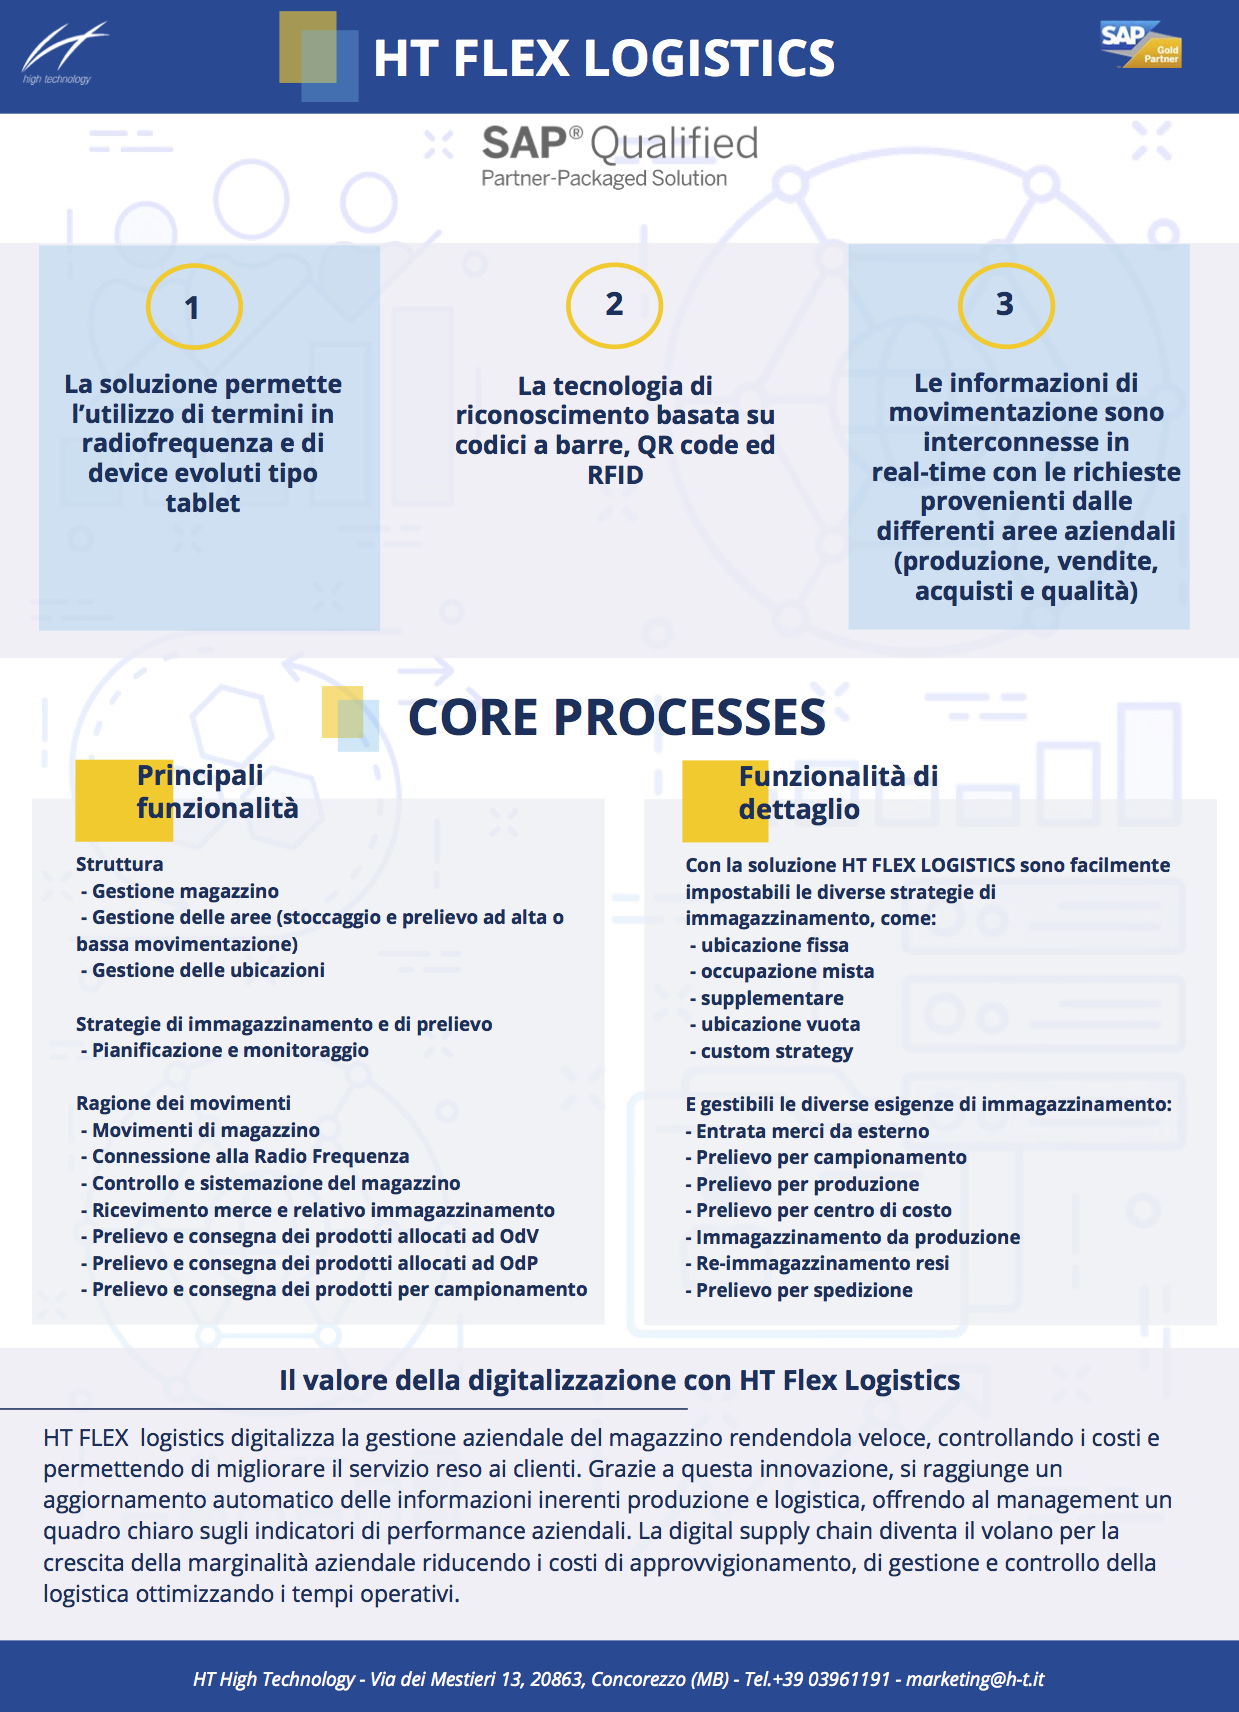 high technology
HT FLEX LOGISTICS
SAP
Gold
Partner
SAP® Qualified
Partner-Packaged Solution
1
La soluzione permette
l’utilizzo di termini in
radiofrequenza e di
device evoluti tipo
tablet
2
La tecnologia di
riconoscimento basata su
codici a barre, QR code ed
RFID
3
Le informazioni di
movimentazione sono
interconnesse in
real-time con le richieste
provenienti dalle
differenti aree aziendali
(produzione, vendite,
acquisti e qualità)
CORE PROCESSES
Principali
funzionalità
Struttura
- Gestione magazzino
- Gestione delle aree (stoccaggio e prelievo ad alta o
bassa movimentazione)
- Gestione delle ubicazioni
Strategie di immagazzinamento e di prelievo
- Pianificazione e monitoraggio
Ragione dei movimenti
- Movimenti di magazzino
- Connessione alla Radio Frequenza
- Controllo e sistemazione del magazzino
- Ricevimento merce e relativo immagazzinamento
- Prelievo e consegna dei prodotti allocati ad OdV
- Prelievo e consegna dei prodotti allocati ad OdP
- Prelievo e consegna dei prodotti per campionamento
Funzionalità di
dettaglio
Con la soluzione HT FLEX LOGISTICS sono facilmente
impostabili le diverse strategie di
immagazzinamento, come:
- ubicazione fissa
- occupazione mista
- supplementare
- ubicazione vuota
- custom strategy
E gestibili le diverse esigenze di immagazzinamento:
- Entrata merci da esterno
- Prelievo per campionamento
- Prelievo per produzione
- Prelievo per centro di costo
- Immagazzinamento da produzione
- Re-immagazzinamento resi
- Prelievo per spedizione
Il valore della digitalizzazione con HT Flex Logistics
HT FLEX  logistics digitalizza la gestione aziendale del magazzino rendendola veloce, controllando i costi e
permettendo di migliorare il servizio reso ai clienti. Grazie a questa innovazione, si raggiunge un
aggiornamento automatico delle informazioni inerenti produzione e logistica, offrendo al management un
quadro chiaro sugli indicatori di performance aziendali. La digital supply chain diventa il volano per la
crescita della marginalità aziendale riducendo i costi di approvvigionamento, di gestione e controllo della
logistica ottimizzando i tempi operativi.
HT High Technology - Via dei Mestieri 13, 20863, Concorezzo (MB) - Tel.+39 03961191 - marketing@h-t.it